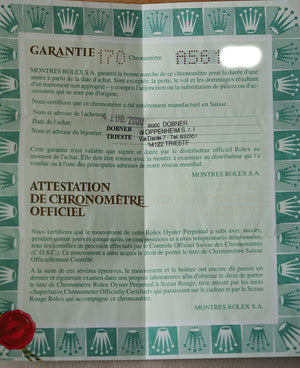 GARANTIE 170 Chronomètre A561
MONTRES ROLEX S.A. garantit la bonne marche de ce chronomètre pour la durée d'une
année à partir de la date d'achat. Sont exceptés: la perte, le vol et les dommages résultant
d'un traitement non approprié – y compris l'adjonction ou la substitution de pièces ou d'ac-
cessoires qui ne sont pas d'origine.
Nous certifions que ce chronomètre a été entièrement manufacturé en Suisse.
Nom et adresse de l'acheteur
Date de l'achat: LUG. 2000
Nom et adresse du bijoutier DOBNER TRIESTE
succ DOBNER
OPPENHEIM S. r. l
Via Dante 7 - Tel.
34122 TRIESTE
Cette garantie n'est valable que signée et datée par le distributeur officiel Rolex au
moment de l'achat. Elle doit être remise avec la montre à examiner au distributeur qui l'a
vendue ou à l'une des principales adresses de notre réseau mondial.
MONTRES ROLEX S.A.
ATTESTATION
DE CHRONOMÈTRE
OFFICIEL
Nous certifions que le mouvement de cette Rolex Oyster Perpetual a subi avec succès,
pendant quinze jours et quinze nuits, en cinq positions et à trois températures déterminées,
tous les contrôles de précision effectués par le Contrôle Officiel Suisse des Chronomètres
(C.O.S.C.). Ce mouvement a ainsi acquis le droit de porter le titre de Chronomètre Suisse
Officiellement Contrôlé.
A la suite de ces sévères épreuves, le mouvement et le boîtier ont encore dû passer un
dernier et rigoureux examen dans nos propres laboratoires afin d'obtenir le droit de porter
le titre de Chronomètre Rolex Oyster Perpetual à Sceau Rouge, titre attesté par les mots
«Superlative Chronometer Officially Certified» qui paraissent sur le cadran et par le Sceau
Rouge Rolex qui accompagne ce chronomètre.
MONTRES ROLEX S.A.